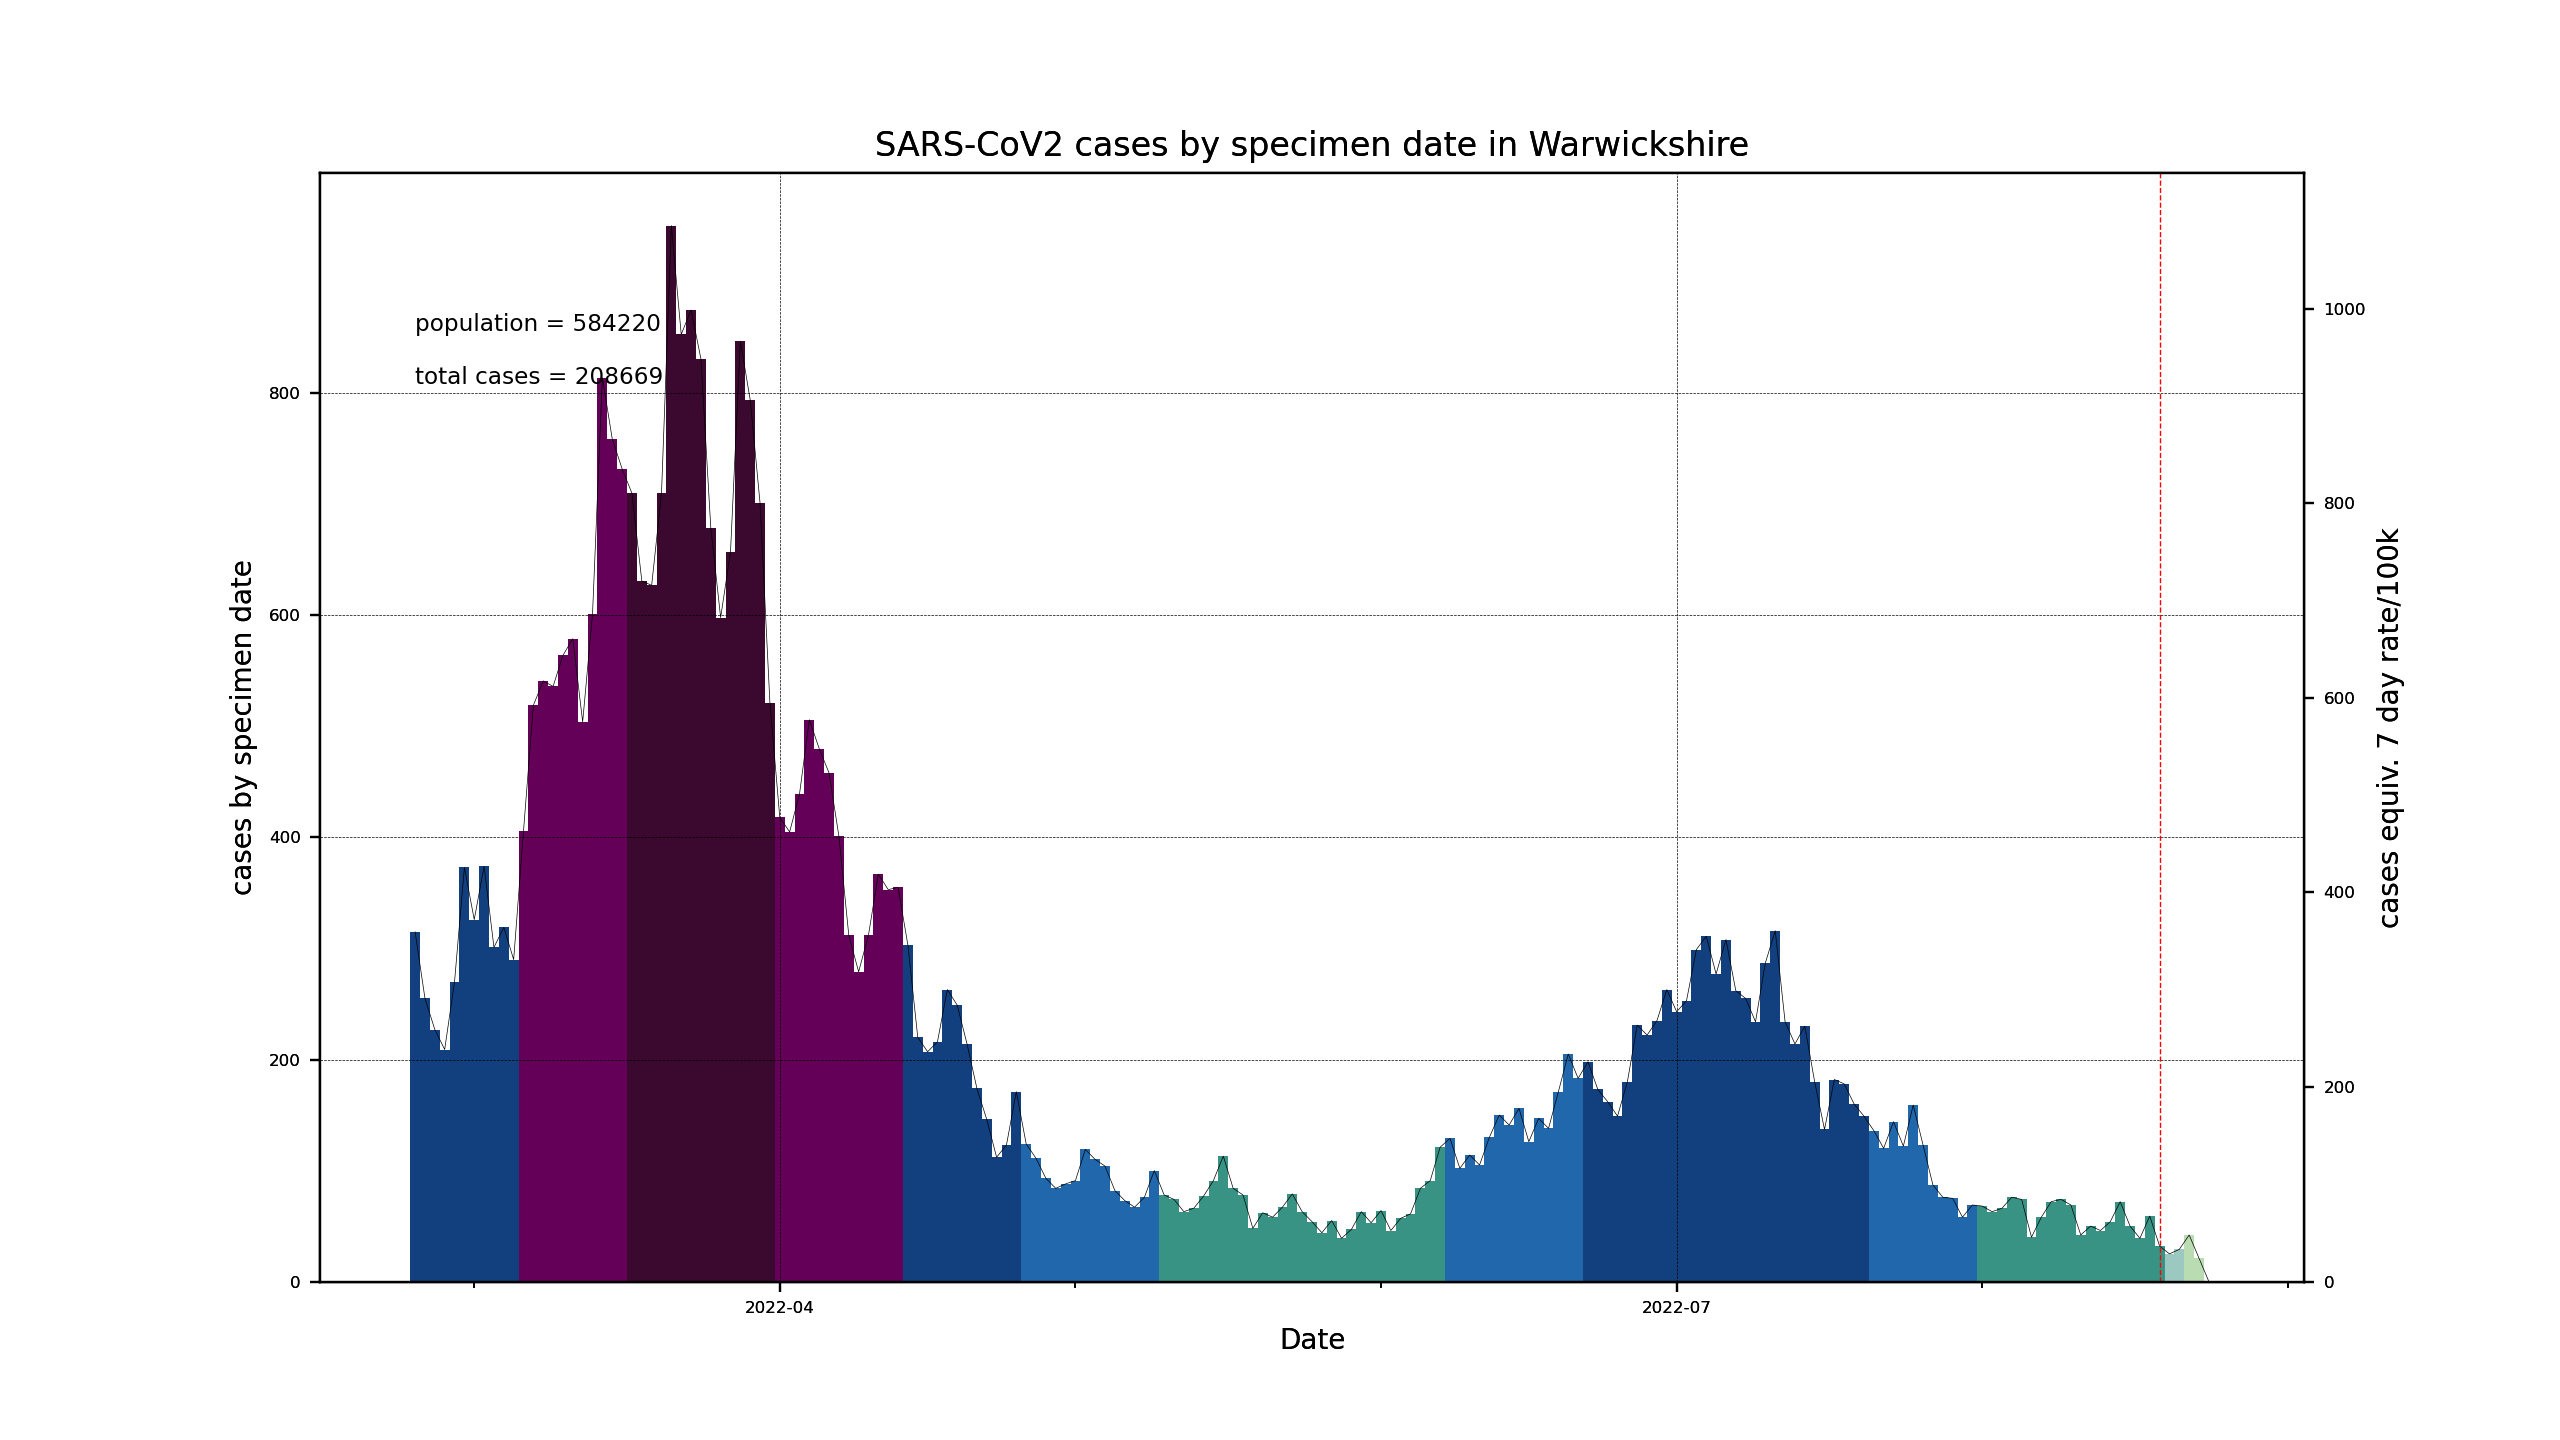 SARS-CoV2 cases by specimen date in Warwickshire
population = 584220
total cases = 208669
cases by specimen date
800
600
400
200
0
1000
800
600
400
200
0
cases equiv. 7 day rate/100k
2022-04
2022-07
Date